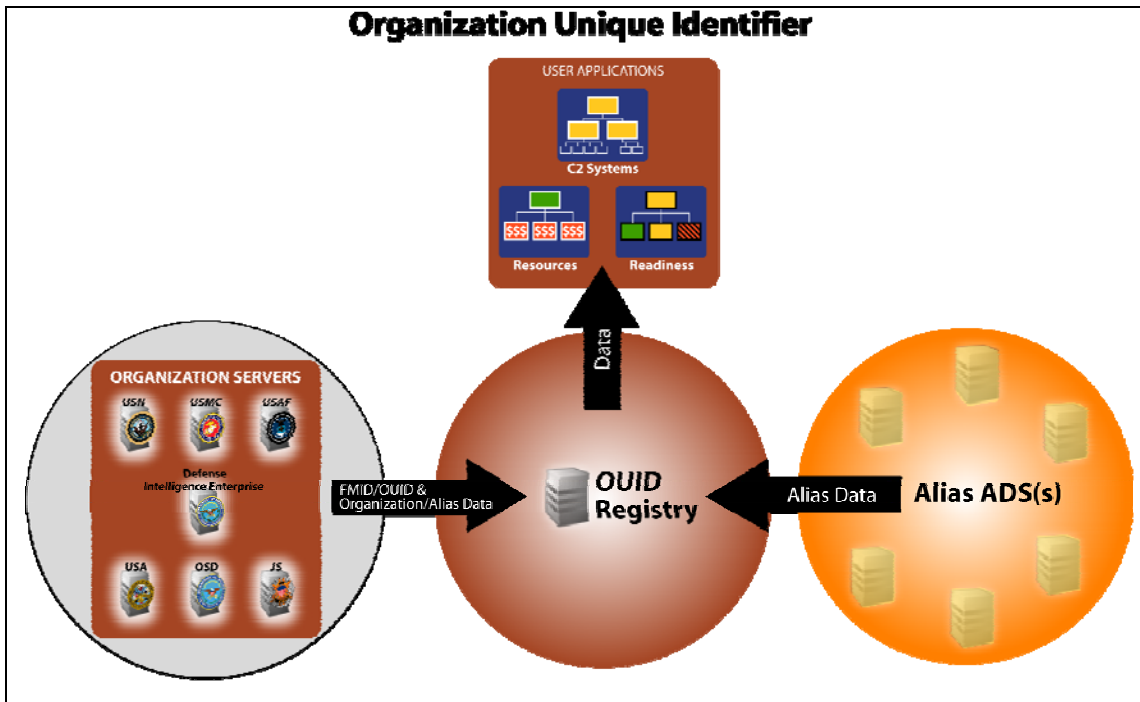 Organization Unique Identifier
USER APPLICATIONS
C2 Systems
$$$ $$$ $$$
Resources
Readiness
Data
ORGANIZATION SERVERS
USN USMC USAF
Defense
Intelligence Enterprise
USA OSD JS
FMID/OUID &
Organization/Alias Data
OUID
Registry
Alias Data
Alias ADS(s)